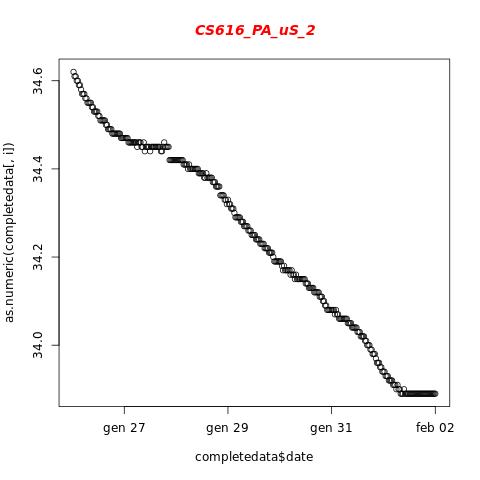 CS616_PA_uS_2
as.numeric(completedata[, i])
34.6
34.4
34.2
34.0
gen 27
gen 29
gen 31
feb 02
completedata$date